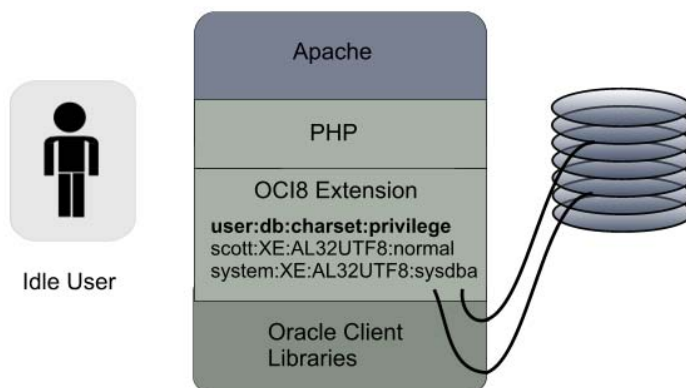 Apache
PHP
OCI8 Extension
user:db:charset:privilege
scott:XE:AL32UTF8:normal
system:XE:AL32UTF8:sysdba
Idle User
Oracle Client
Libraries